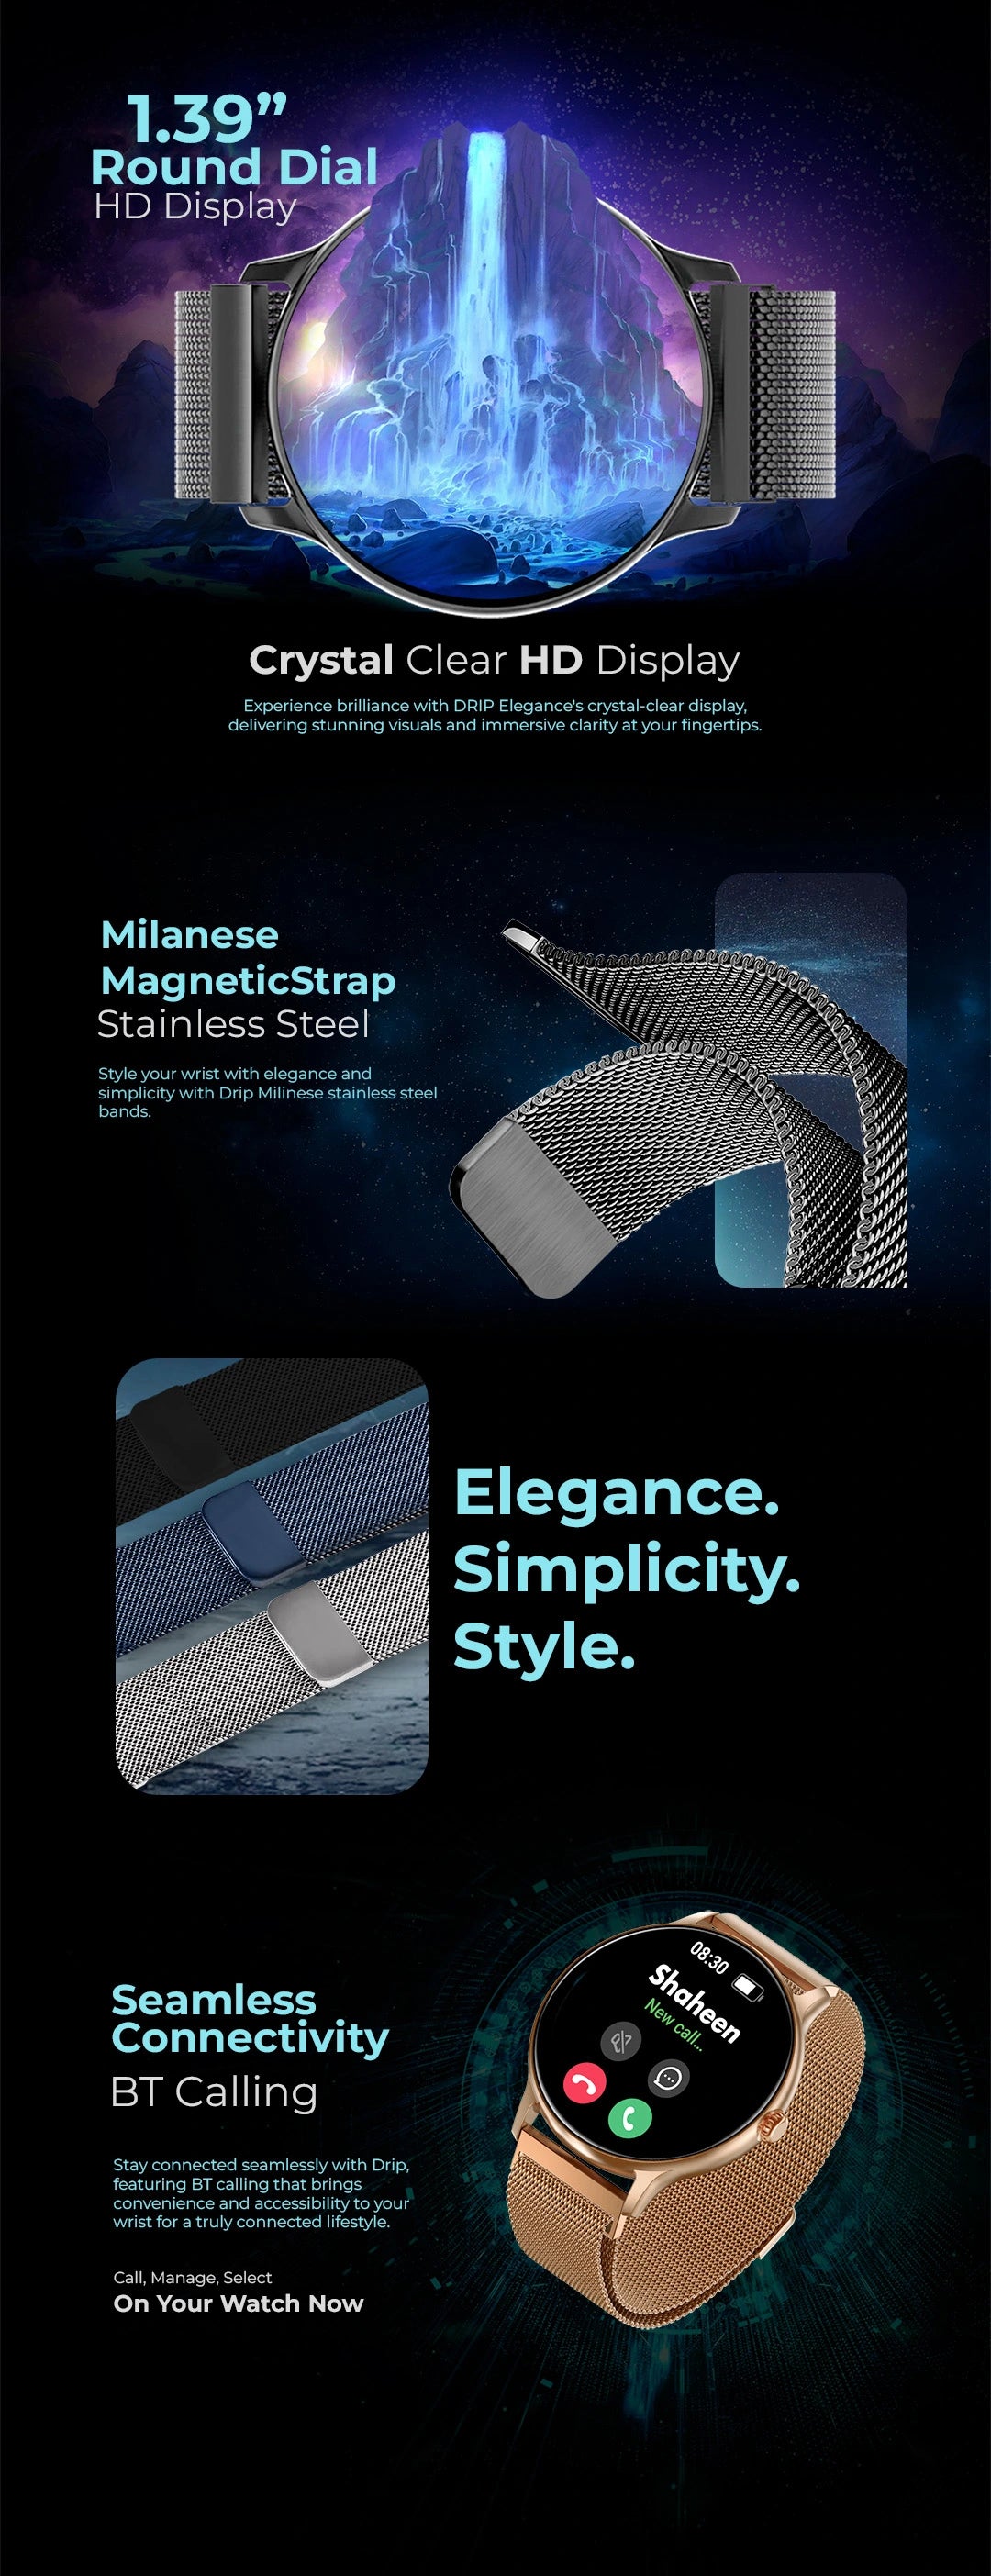 1.39”
Round Dial
HD Display
Crystal Clear HD Display
Experience brilliance with DRIP Elegance's crystal-clear display,
delivering stunning visuals and immersive clarity at your fingertips.
Milanese
MagneticStrap
Stainless Steel
Style your wrist with elegance and
simplicity with Drip Milinese stainless steel
bands.
Elegance.
Simplicity.
Style.
08:30
Shaheen
New call...
Seamless
Connectivity
BT Calling
Stay connected seamlessly with Drip,
featuring BT calling that brings
convenience and accessibility to your
wrist for a truly connected lifestyle.
Call, Manage, Select
On Your Watch Now